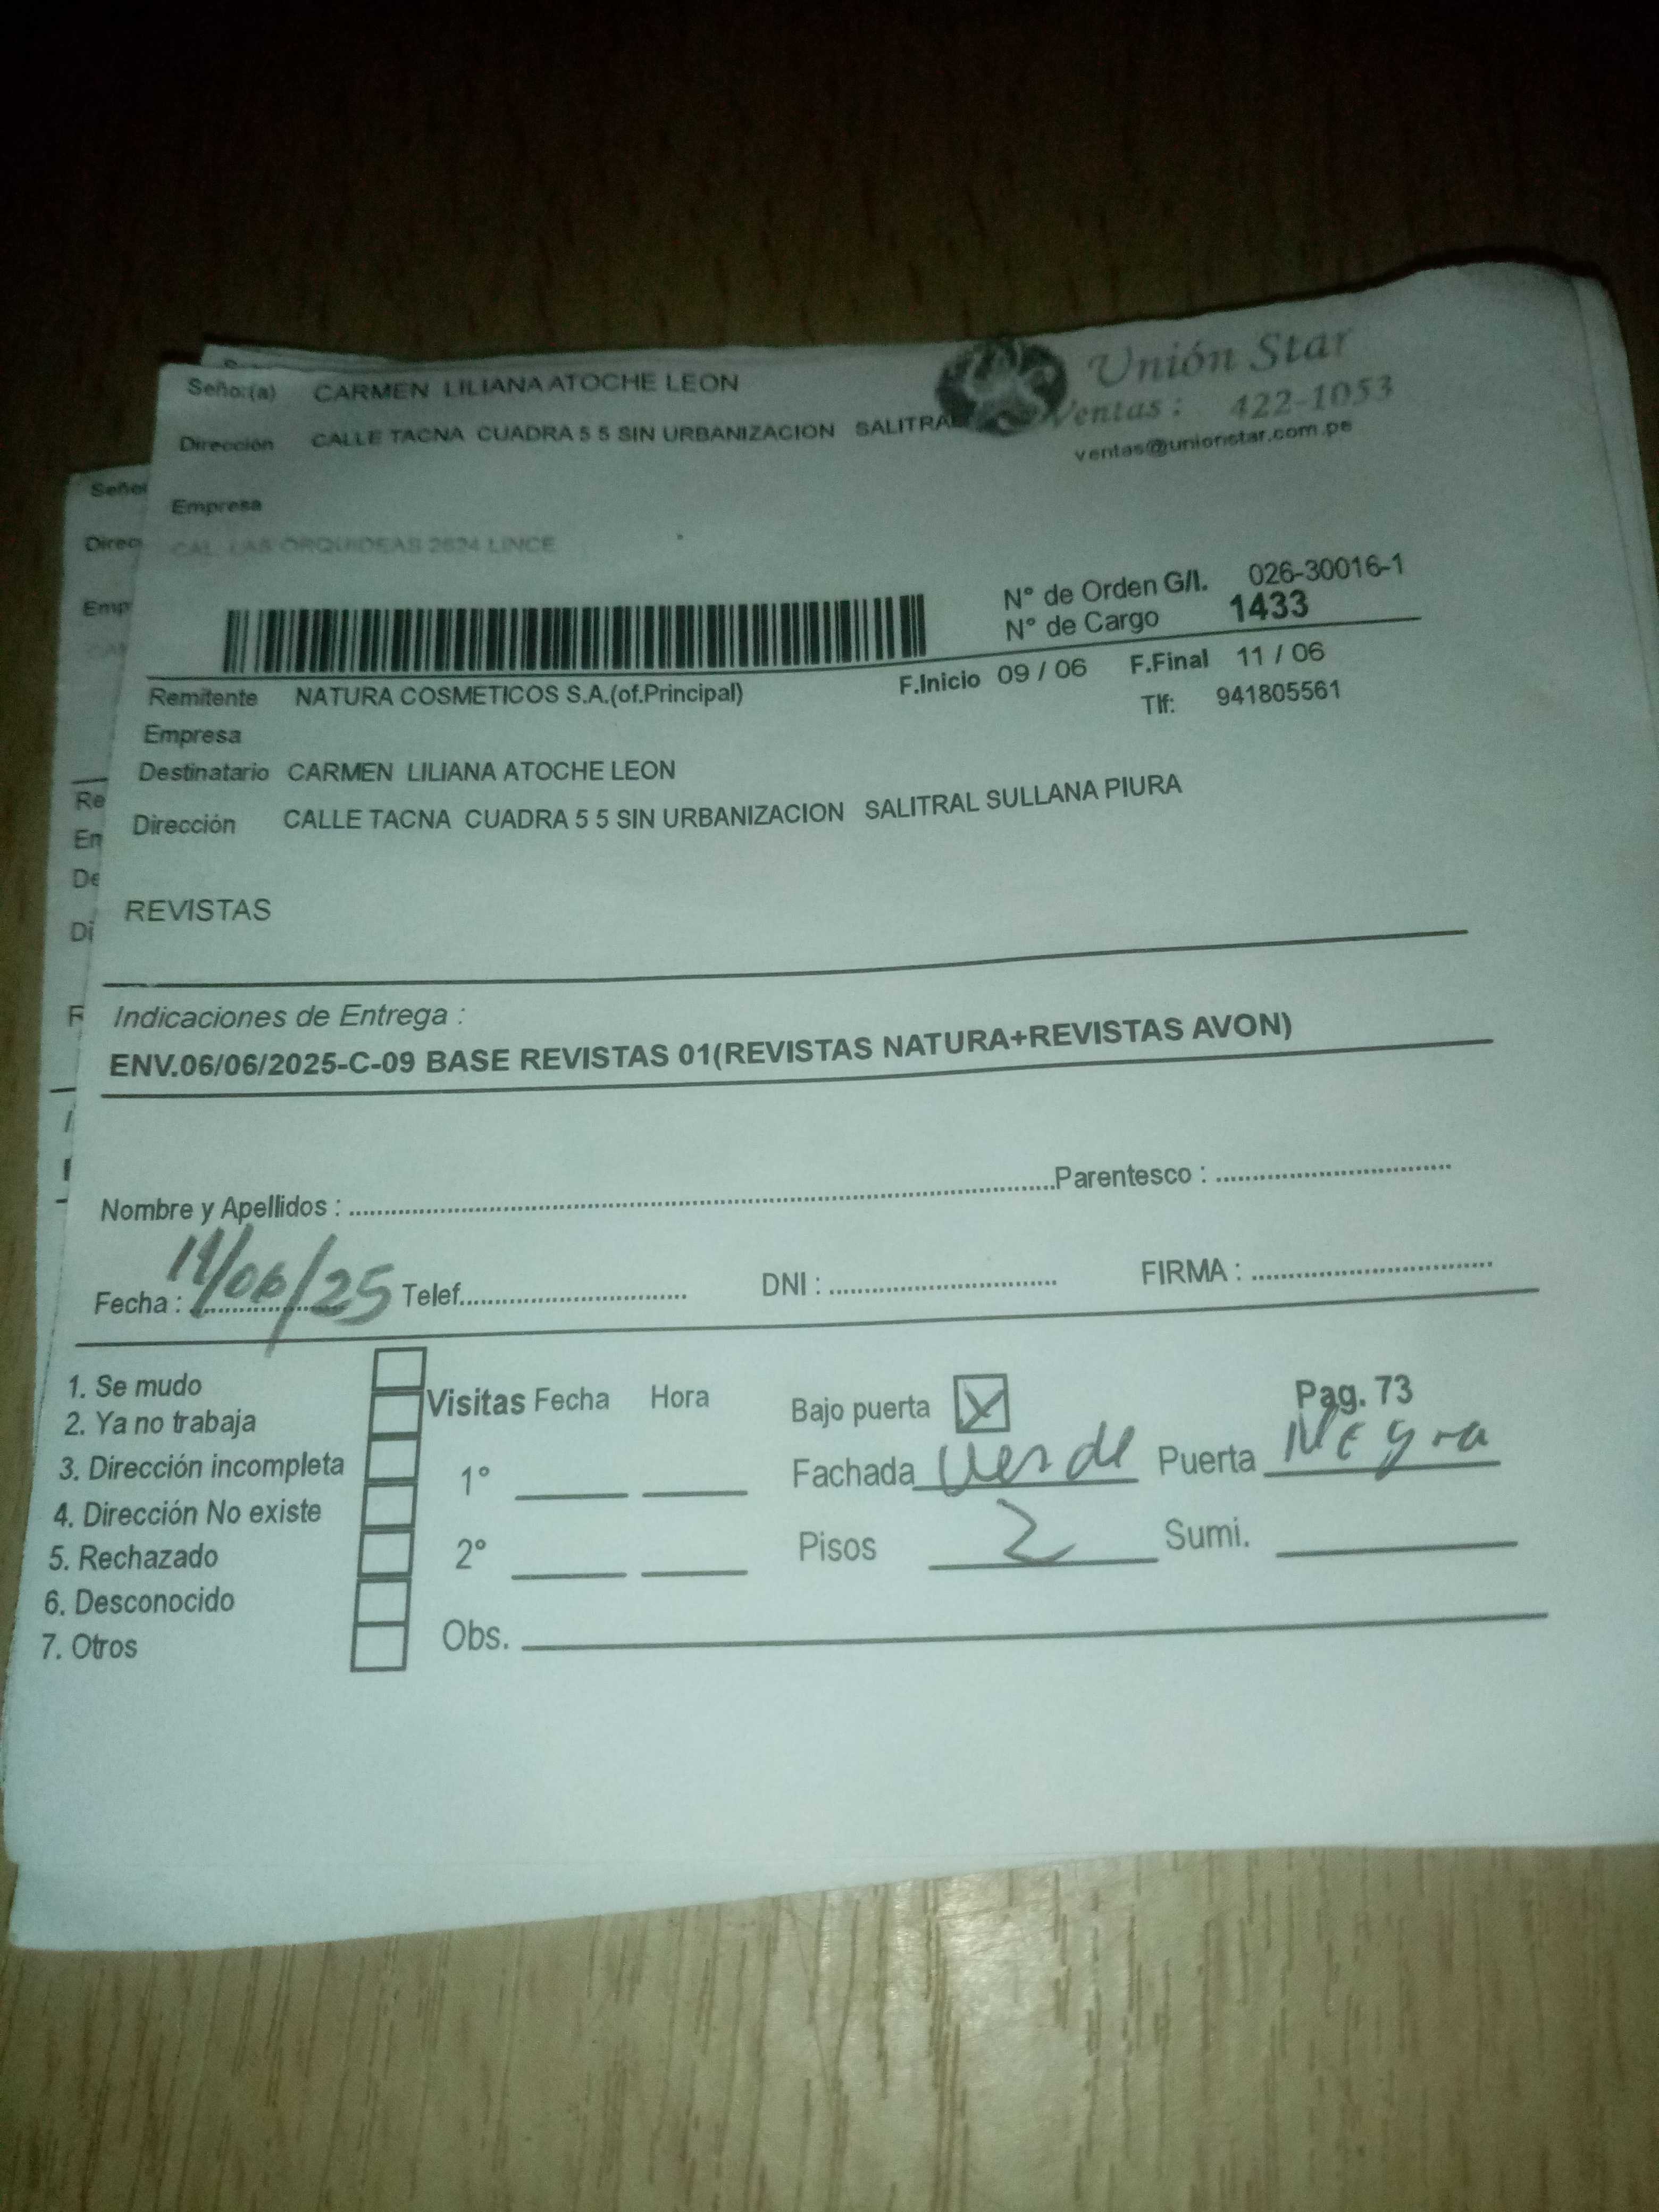 Señor(a) CARMEN LILIANA ATOCHE LEON
Unión Star
Dirección CALLE TACNA CUADRA 5 5 SIN URBANIZACION SALITRAL
Ventas : 422-1053
ventas@unionstar.com.pe
Empresa
CAL. LAS ORQUIDEAS 2624 LINCE
N° de Orden G/I. 026-30016-1
N° de Cargo 1433
F.Inicio 09 / 06 F.Final 11 / 06
Remitente NATURA COSMETICOS S.A.(of.Principal)
Tlf: 941805561
Empresa
Destinatario CARMEN LILIANA ATOCHE LEON
Dirección CALLE TACNA CUADRA 5 5 SIN URBANIZACION SALITRAL SULLANA PIURA
REVISTAS
Indicaciones de Entrega :
ENV.06/06/2025-C-09 BASE REVISTAS 01(REVISTAS NATURA+REVISTAS AVON)
Nombre y Apellidos : Parentesco :
Fecha : 11/06/25 Telef. DNI : FIRMA :
1. Se mudo
2. Ya no trabaja
3. Dirección incompleta
4. Dirección No existe
5. Rechazado
6. Desconocido
7. Otros
Visitas Fecha Hora
1°
2°
Obs.
Bajo puerta X Pag. 73
Fachada Verde Puerta Negra
Pisos 2 Sumi.